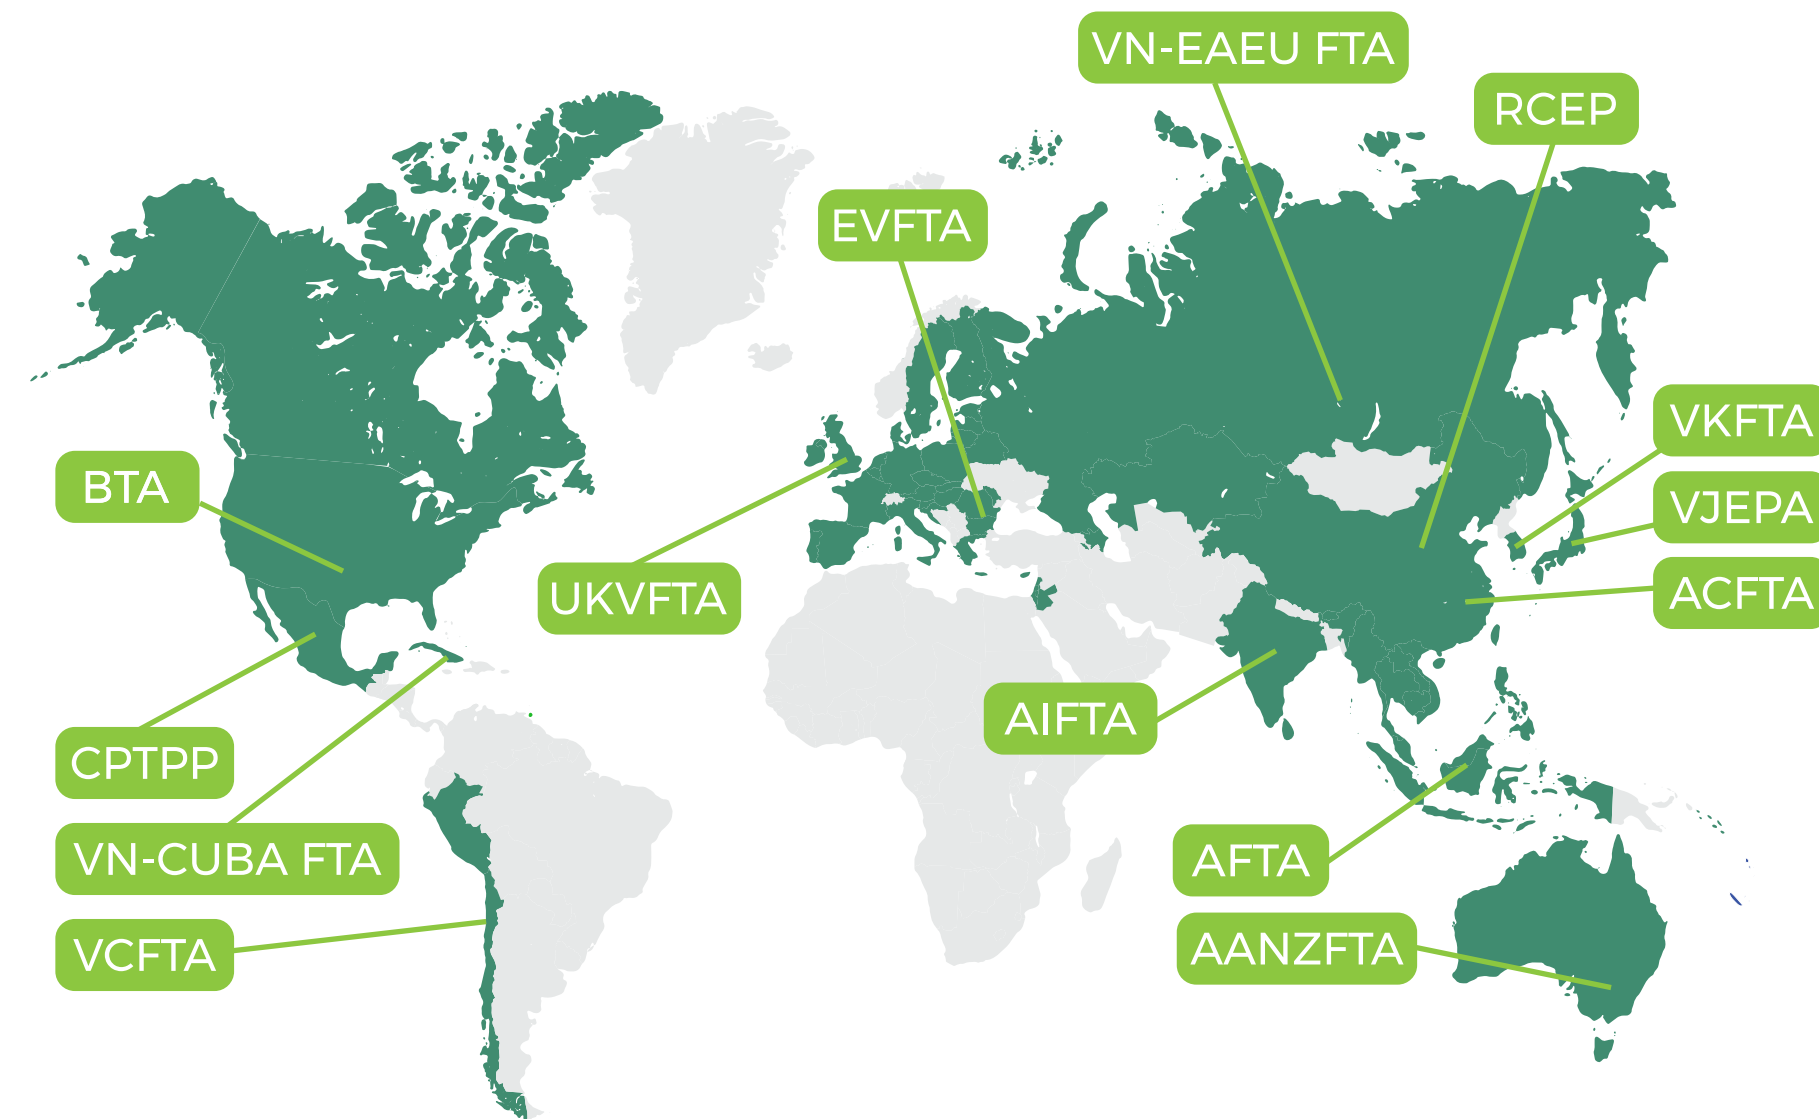 VN-EAEU FTA
RCEP
EVFTA
VKFTA
BTA
VJEPA
UKVFTA
ACFTA
AIFTA
CPTPP
VN-CUBA FTA
AFTA
VCFTA
AANZFTA